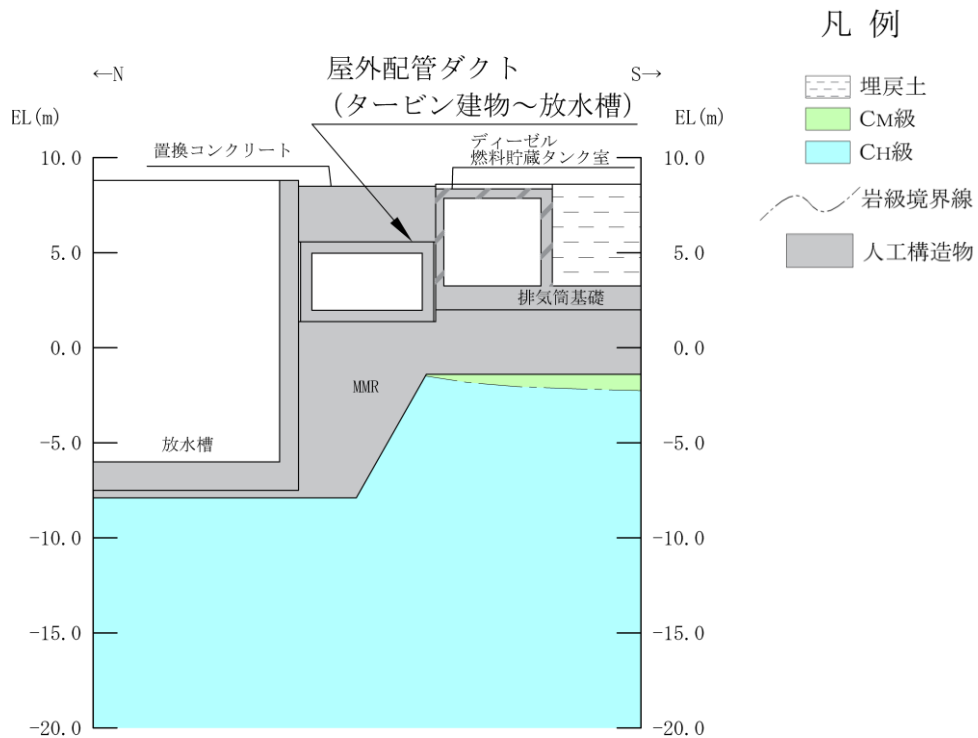 凡 例
←N
屋外配管ダクト
(タービン建物～放水槽)
S→
埋戻土
CM級
CH級
岩級境界線
人工構造物
EL(m)
EL(m)
置換コンクリート
ディーゼル
燃料貯蔵タンク室
10.0
10.0
5.0
5.0
排気筒基礎
0.0
0.0
MMR
-5.0
放水槽
-5.0
-10.0
-10.0
-15.0
-15.0
-20.0
-20.0